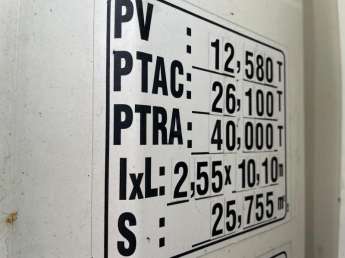 PV : 12,580 T
PTAC: 26,100 T
PTRA: 40,000 T
IxL: 2,55x 10,10m
S : 25,755 m²